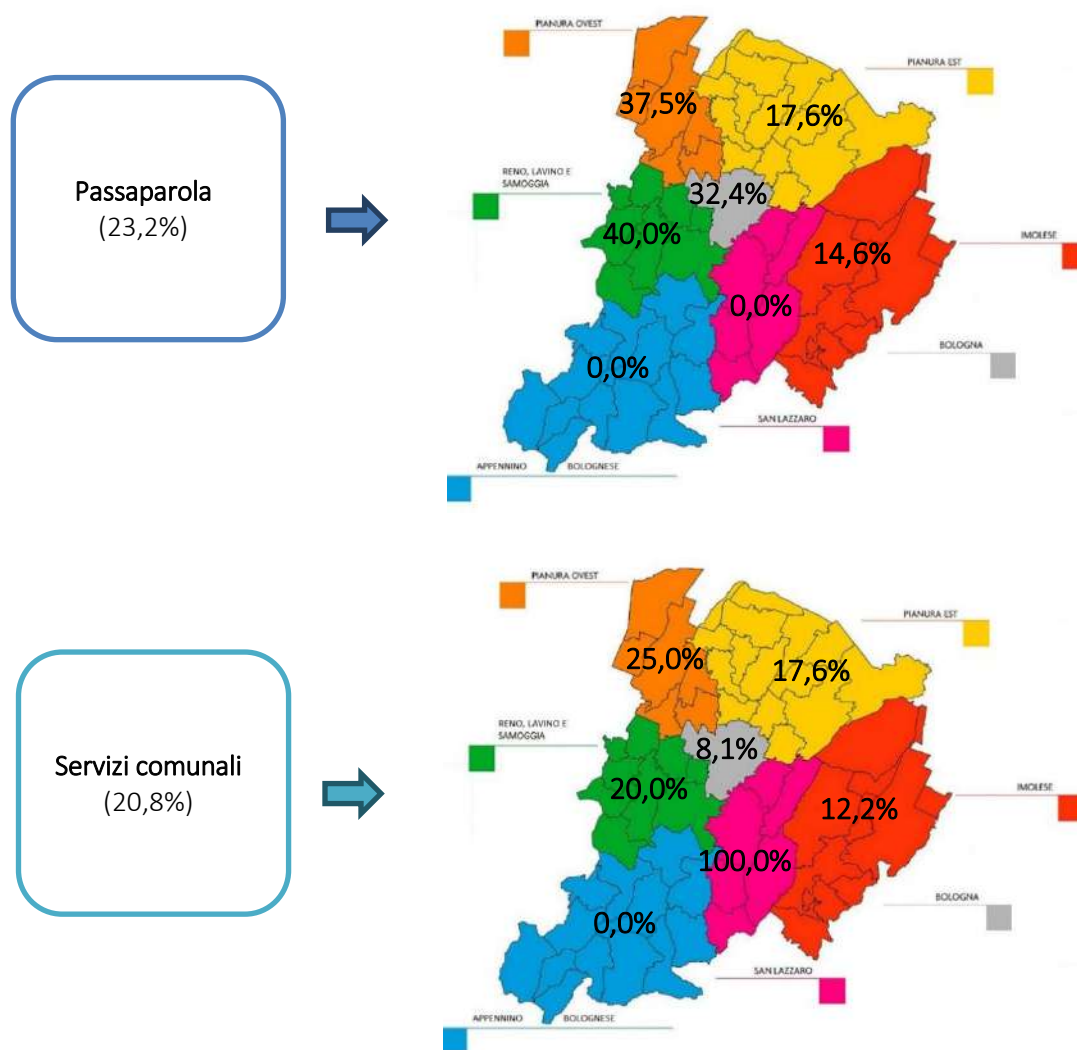 PIANURA OVEST
PIANURA EST
37,5%
17,6%
Passaparola
(23,2%)
RENO, LAVINO E
SAMOGGIA
32,4%
40,0%
14,6%
IMOLESE
0,0%
BOLOGNA
0,0%
SAN LAZZARO
APPENNINO BOLOGNESE
PIANURA OVEST
PIANURA EST
25,0%
17,6%
Servizi comunali
(20,8%)
RENO, LAVINO E
SAMOGGIA
8,1%
20,0%
12,2%
IMOLESE
100,0%
BOLOGNA
0,0%
SAN LAZZARO
APPENNINO BOLOGNESE